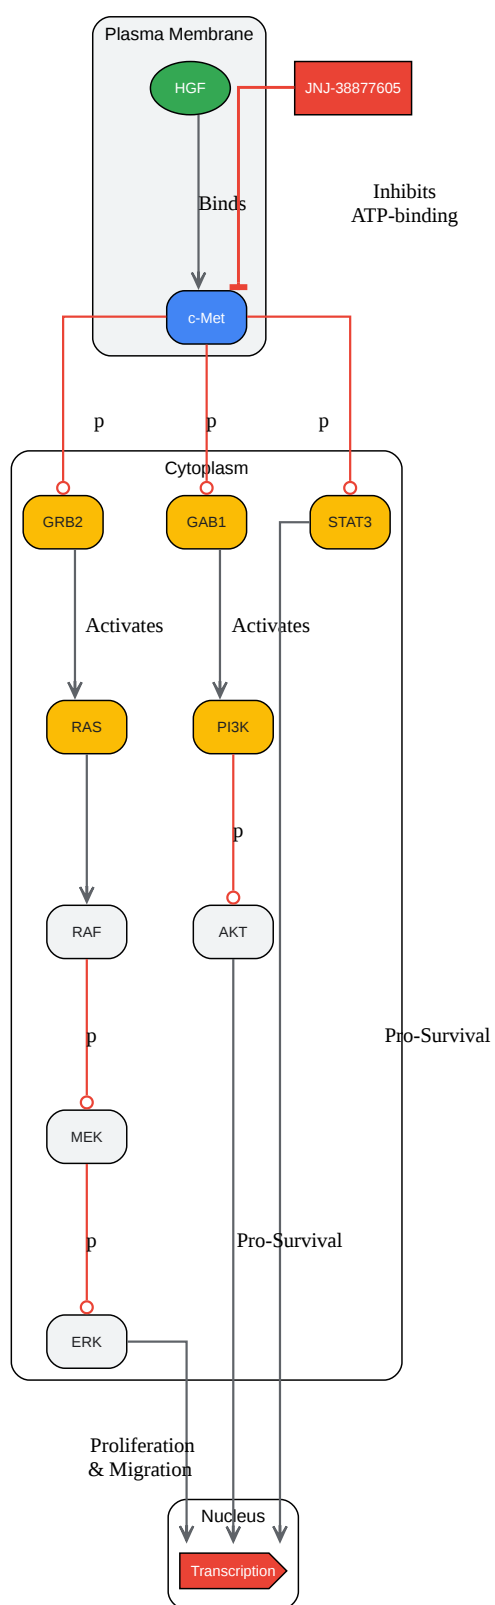 Plasma Membrane
HGF
JNJ-38877605
Binds
Inhibits
ATP-binding
c-Met
p
p
p
Cytoplasm
GRB2
GAB1
STAT3
Activates
Activates
RAS
PI3K
p
RAF
AKT
p
Pro-Survival
MEK
p
Pro-Survival
ERK
Proliferation
& Migration
Nucleus
Transcription